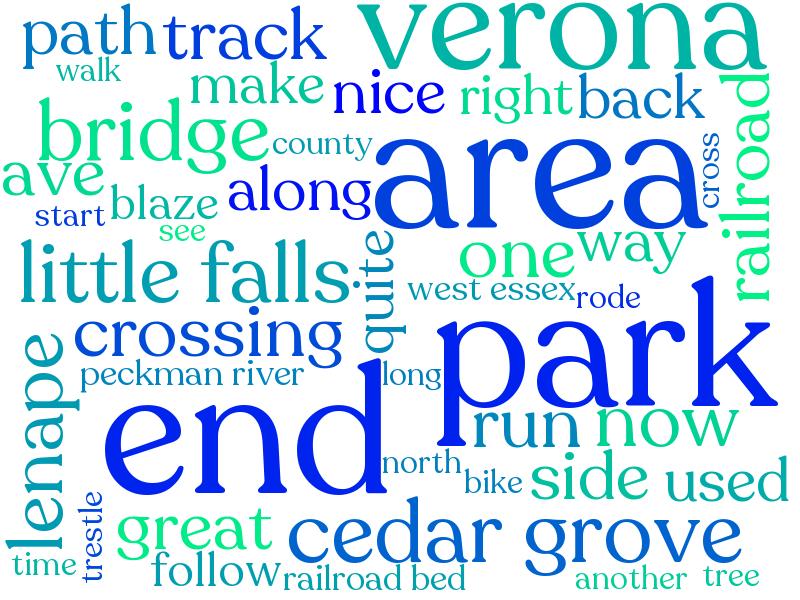 path
track
verona
walk
make
nice
right
back
railroad
bridge
county
area
cross
ave
blaze
along
start
see
little falls
quite
one
way
west essex
rode
crossing
park
peckman river
long
lenape
end
run
now
north
bike
side
used
trestle
great
cedar grove
time
follow
railroad bed
another
tree